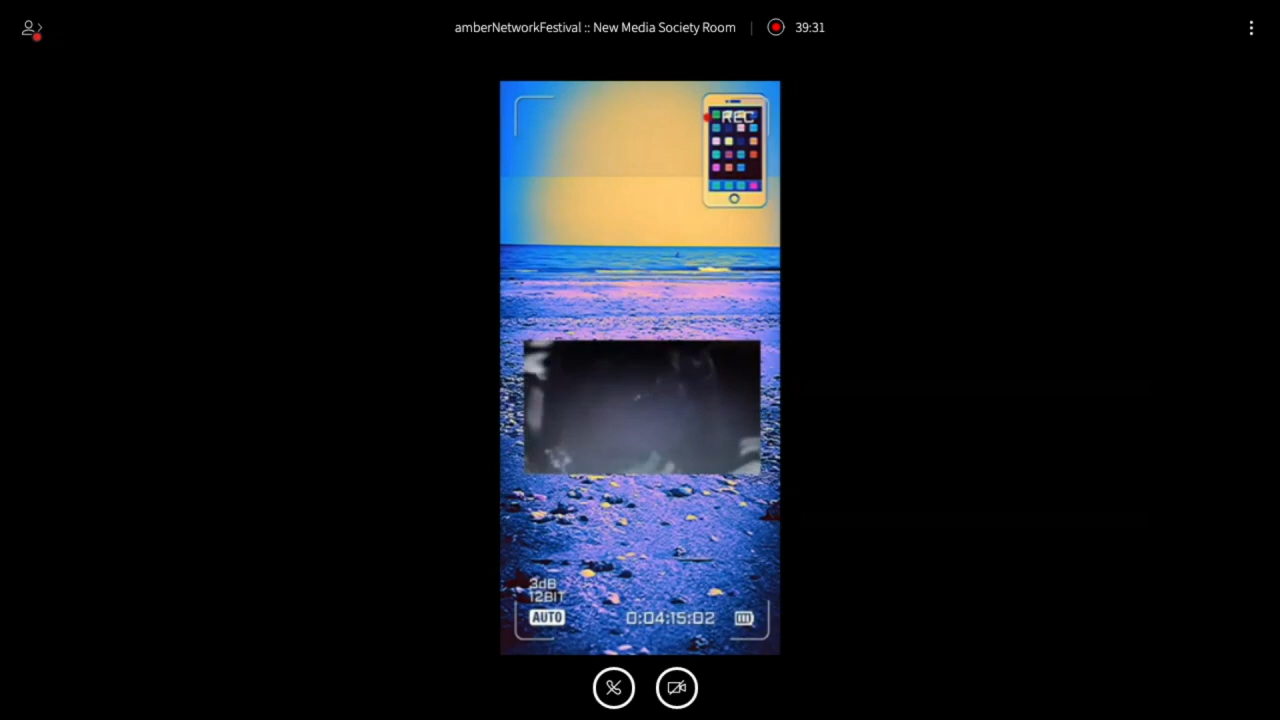 amberNetworkFestival :: New Media Society Room | 39:31
REC
3dB
12BIT
AUTO 0:04:15:02